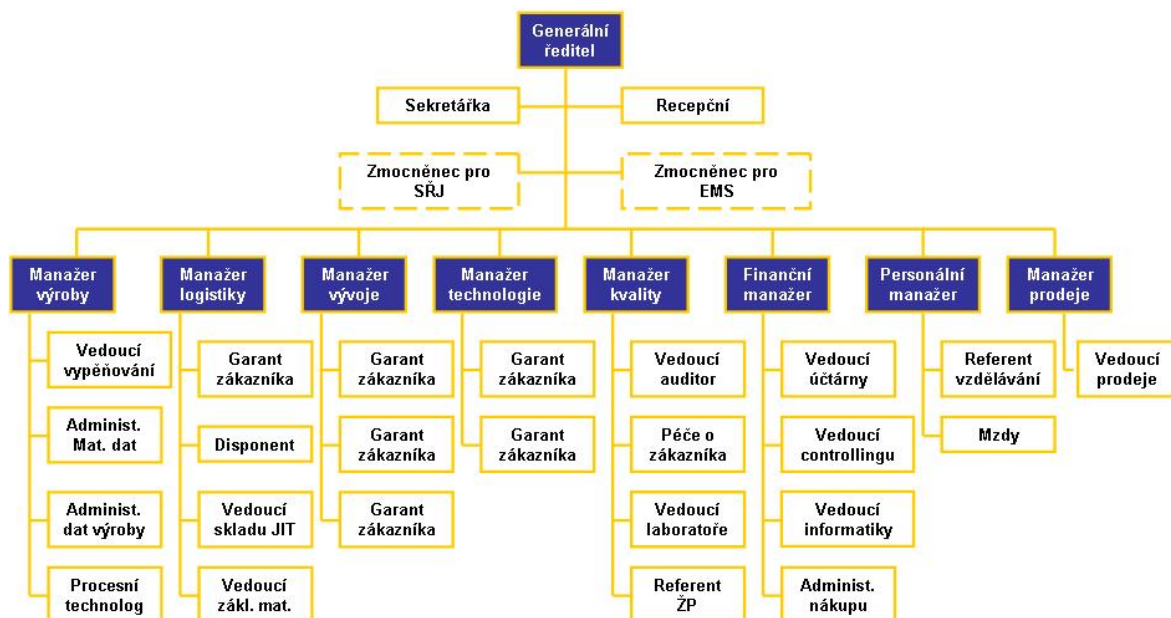 Generální
ředitel
Sekretářka
Recepční
Zmocněnec pro
SŘJ
Zmocněnec pro
EMS
Manažer
výroby
Manažer
logistiky
Manažer
vývoje
Manažer
technologie
Manažer
kvality
Finanční
manažer
Personální
manažer
Manažer
prodeje
Vedoucí
vypěňování
Garant
zákazníka
Garant
zákazníka
Garant
zákazníka
Vedoucí
auditor
Vedoucí
účtárny
Referent
vzdělávání
Vedoucí
prodeje
Administ.
Mat. dat
Disponent
Garant
zákazníka
Garant
zákazníka
Péče o
zákazníka
Vedoucí
controllingu
Mzdy
Administ.
dat výroby
Vedoucí
skladu JIT
Garant
zákazníka
Vedoucí
laboratoře
Vedoucí
informatiky
Procesní
technolog
Vedoucí
zákl. mat.
Referent
ŽP
Administ.
nákupu